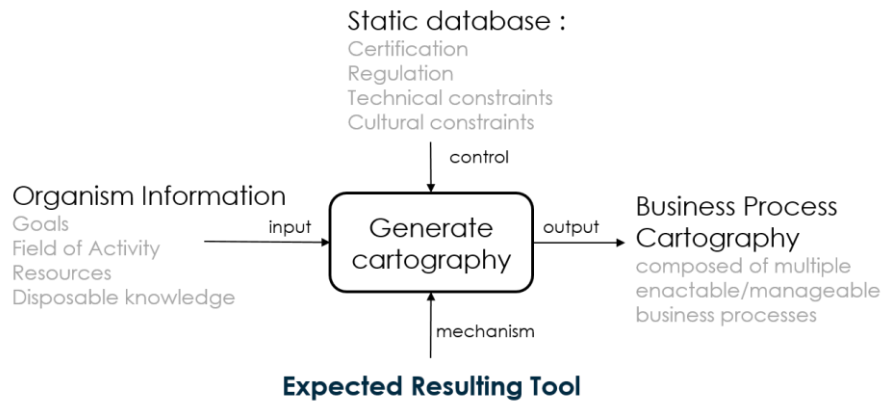 Static database :
Certification
Regulation
Technical constraints
Cultural constraints
control
Organism Information
Goals
Field of Activity
Resources
Disposable knowledge
input
Generate
cartography
output
Business Process
Cartography
composed of multiple
enactable/manageable
business processes
mechanism
Expected Resulting Tool